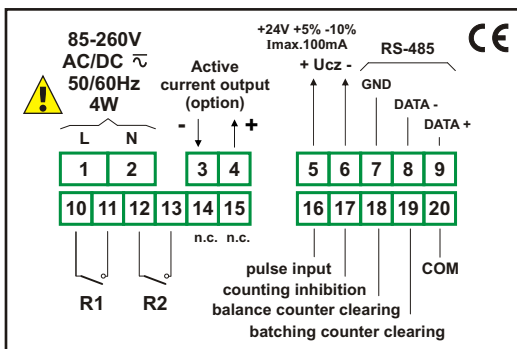 85-260V
AC/DC
50/60Hz
4W
L N
Active
current output
(option)
- +
+24V +5% -10%
Imax.100mA
+ Ucz -
RS-485
GND
DATA -
DATA +
CE
1 2 3 4 5 6 7 8 9
10 11 12 13 14 15 16 17 18 19 20
n.c. n.c.
R1 R2
pulse input
counting inhibition
balance counter clearing
batching counter clearing
COM